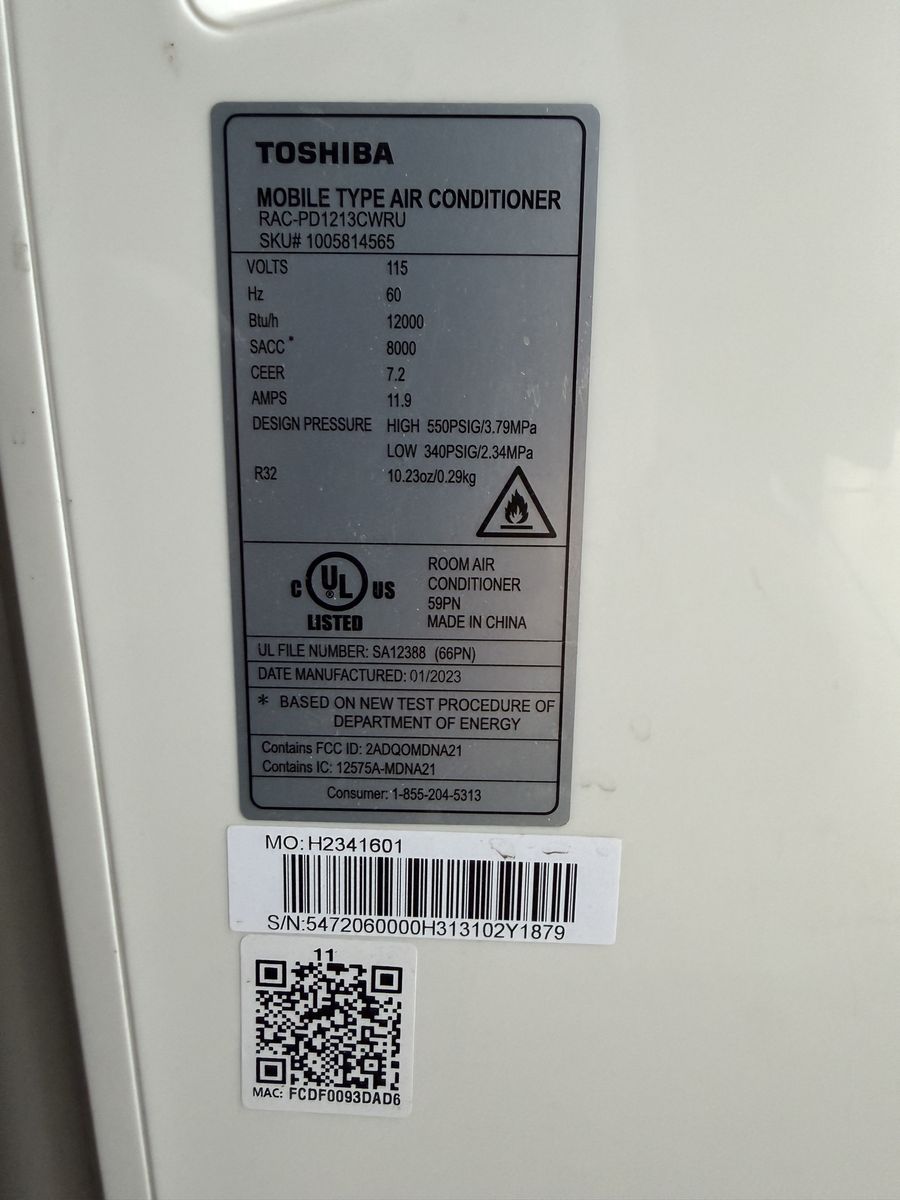 TOSHIBA
MOBILE TYPE AIR CONDITIONER
RAC-PD1213CWRU
SKU# 1005814565
VOLTS 115
Hz 60
Btu/h 12000
SACC * 8000
CEER 7.2
AMPS 11.9
DESIGN PRESSURE HIGH 550PSIG/3.79MPa
LOW 340PSIG/2.34MPa
R32 10.23oz/0.29kg
C UL US
LISTED
ROOM AIR
CONDITIONER
59PN
MADE IN CHINA
UL FILE NUMBER: SA12388 (66PN)
DATE MANUFACTURED: 01/2023
* BASED ON NEW TEST PROCEDURE OF
DEPARTMENT OF ENERGY
Contains FCC ID: 2ADQOMDNA21
Contains IC: 12575A-MDNA21
Consumer: 1-855-204-5313
MO: H2341601
S/N:5472060000H313102Y1879
11
MAC: FCDF0093DAD6